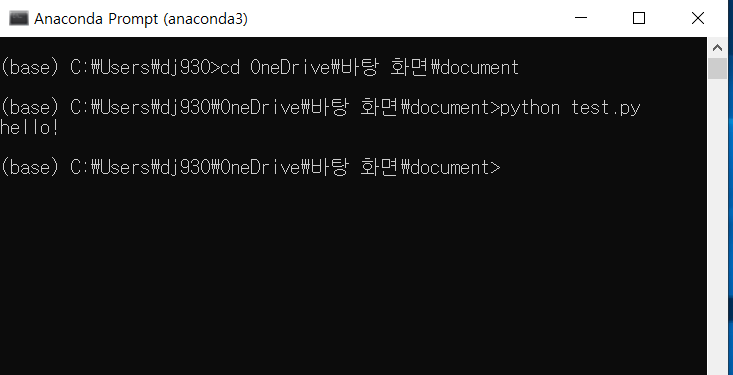 Anaconda Prompt (anaconda3)
(base) C:₩Users₩dj930>cd OneDrive₩바탕 화면₩document
(base) C:₩Users₩dj930₩OneDrive₩바탕 화면₩document>python test.py
hello!
(base) C:₩Users₩dj930₩OneDrive₩바탕 화면₩document>